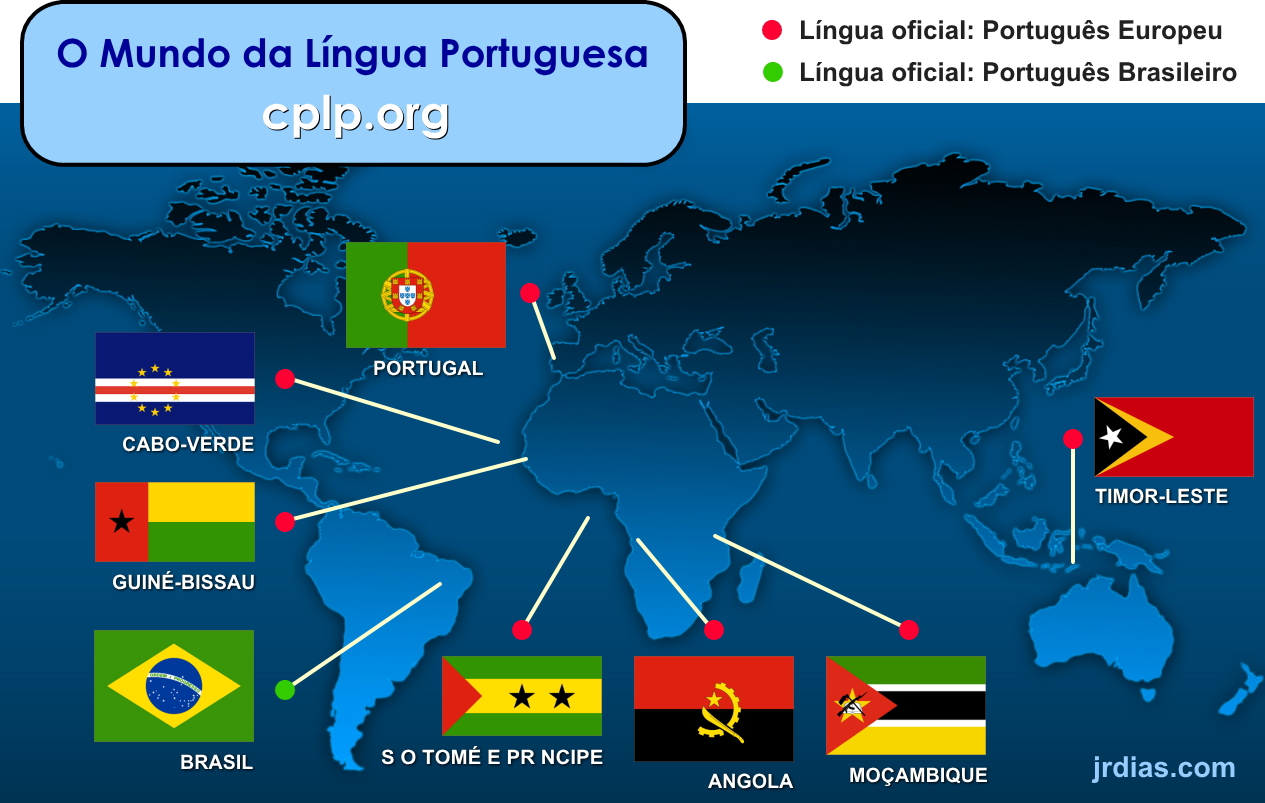 O Mundo da Língua Portuguesa
cplp.org
Língua oficial: Português Europeu
Língua oficial: Português Brasileiro
PORTUGAL
CABO-VERDE
GUINÉ-BISSAU
BRASIL
S O TOMÉ E PR NCIPE
ANGOLA
MOÇAMBIQUE
TIMOR-LESTE
jrdias.com